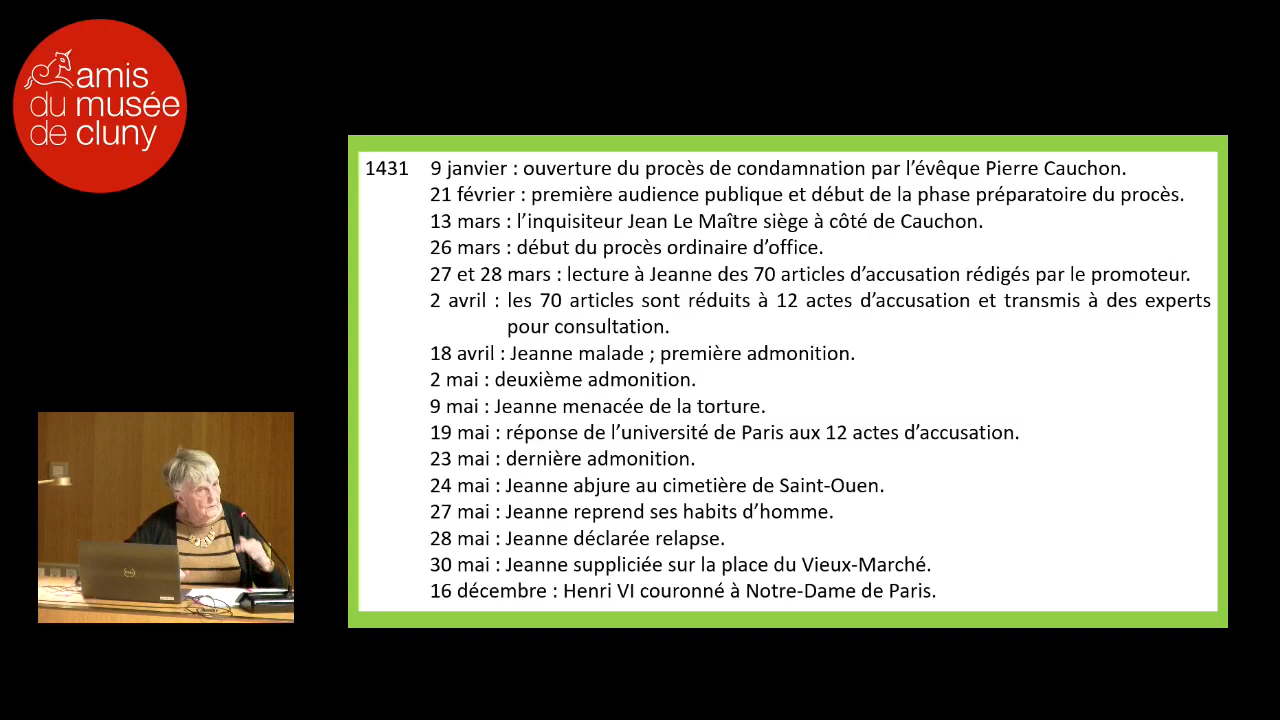 amis
du musée
de cluny
1431 9 janvier : ouverture du procès de condamnation par l’évêque Pierre Cauchon.
21 février : première audience publique et début de la phase préparatoire du procès.
13 mars : l’inquisiteur Jean Le Maître siège à côté de Cauchon.
26 mars : début du procès ordinaire d’office.
27 et 28 mars : lecture à Jeanne des 70 articles d’accusation rédigés par le promoteur.
2 avril : les 70 articles sont réduits à 12 actes d’accusation et transmis à des experts
pour consultation.
18 avril : Jeanne malade ; première admonition.
2 mai : deuxième admonition.
9 mai : Jeanne menacée de la torture.
19 mai : réponse de l’université de Paris aux 12 actes d’accusation.
23 mai : dernière admonition.
24 mai : Jeanne abjure au cimetière de Saint-Ouen.
27 mai : Jeanne reprend ses habits d’homme.
28 mai : Jeanne déclarée relapse.
30 mai : Jeanne suppliciée sur la place du Vieux-Marché.
16 décembre : Henri VI couronné à Notre-Dame de Paris.